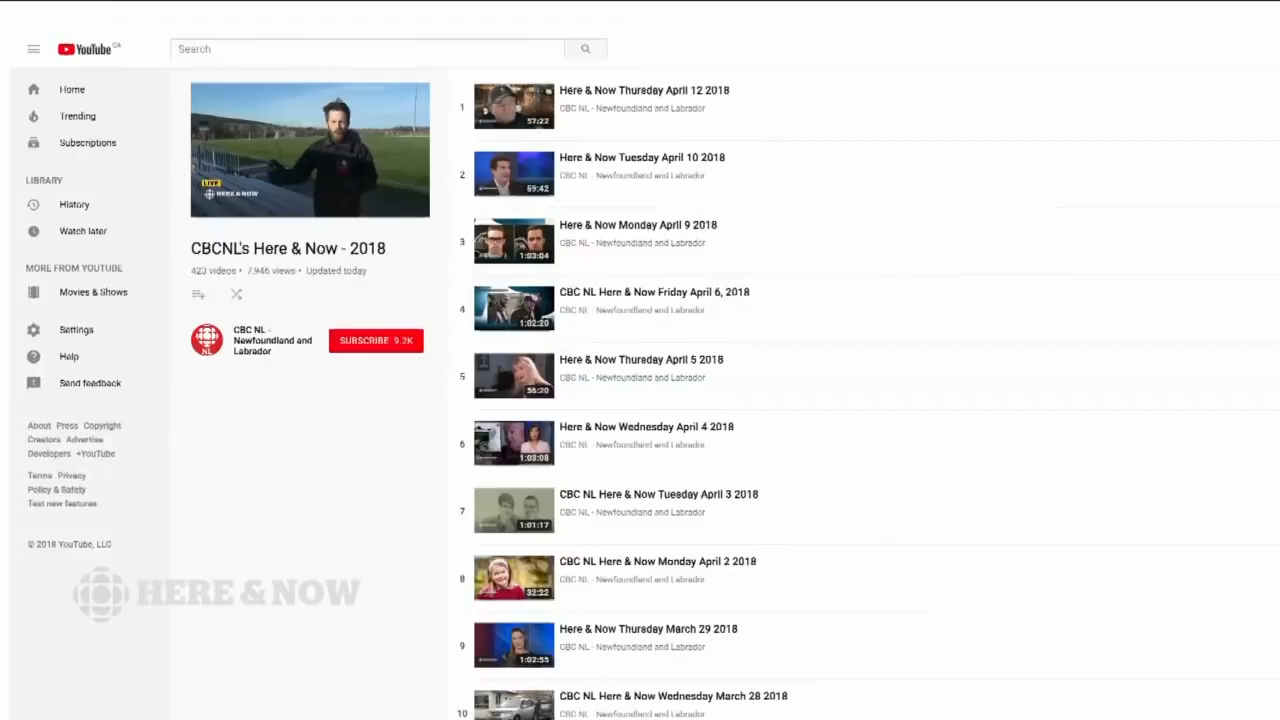 YouTube CA
Search
Home
Trending
Subscriptions
LIBRARY
History
Watch later
MORE FROM YOUTUBE
Movies & Shows
Settings
Help
Send feedback
About Press Copyright
Creators Advertise
Developers +YouTube
Terms Privacy
Policy & Safety
Test new features
© 2018 YouTube, LLC
HERE & NOW
LIVE
HERE & NOW
CBCNL's Here & Now - 2018
423 videos • 7,946 views • Updated today
NL
CBC NL -
Newfoundland and
Labrador
SUBSCRIBE 9.2K
1
57:22
Here & Now Thursday April 12 2018
CBC NL - Newfoundland and Labrador
2
59:42
Here & Now Tuesday April 10 2018
CBC NL - Newfoundland and Labrador
3
1:03:04
Here & Now Monday April 9 2018
CBC NL - Newfoundland and Labrador
4
1:02:20
CBC NL Here & Now Friday April 6, 2018
CBC NL - Newfoundland and Labrador
5
56:20
Here & Now Thursday April 5 2018
CBC NL - Newfoundland and Labrador
6
1:03:08
Here & Now Wednesday April 4 2018
CBC NL - Newfoundland and Labrador
7
1:01:17
CBC NL Here & Now Tuesday April 3 2018
CBC NL - Newfoundland and Labrador
8
32:22
CBC NL Here & Now Monday April 2 2018
CBC NL - Newfoundland and Labrador
9
1:02:55
Here & Now Thursday March 29 2018
CBC NL - Newfoundland and Labrador
10
CBC NL Here & Now Wednesday March 28 2018
CBC NL - Newfoundland and Labrador